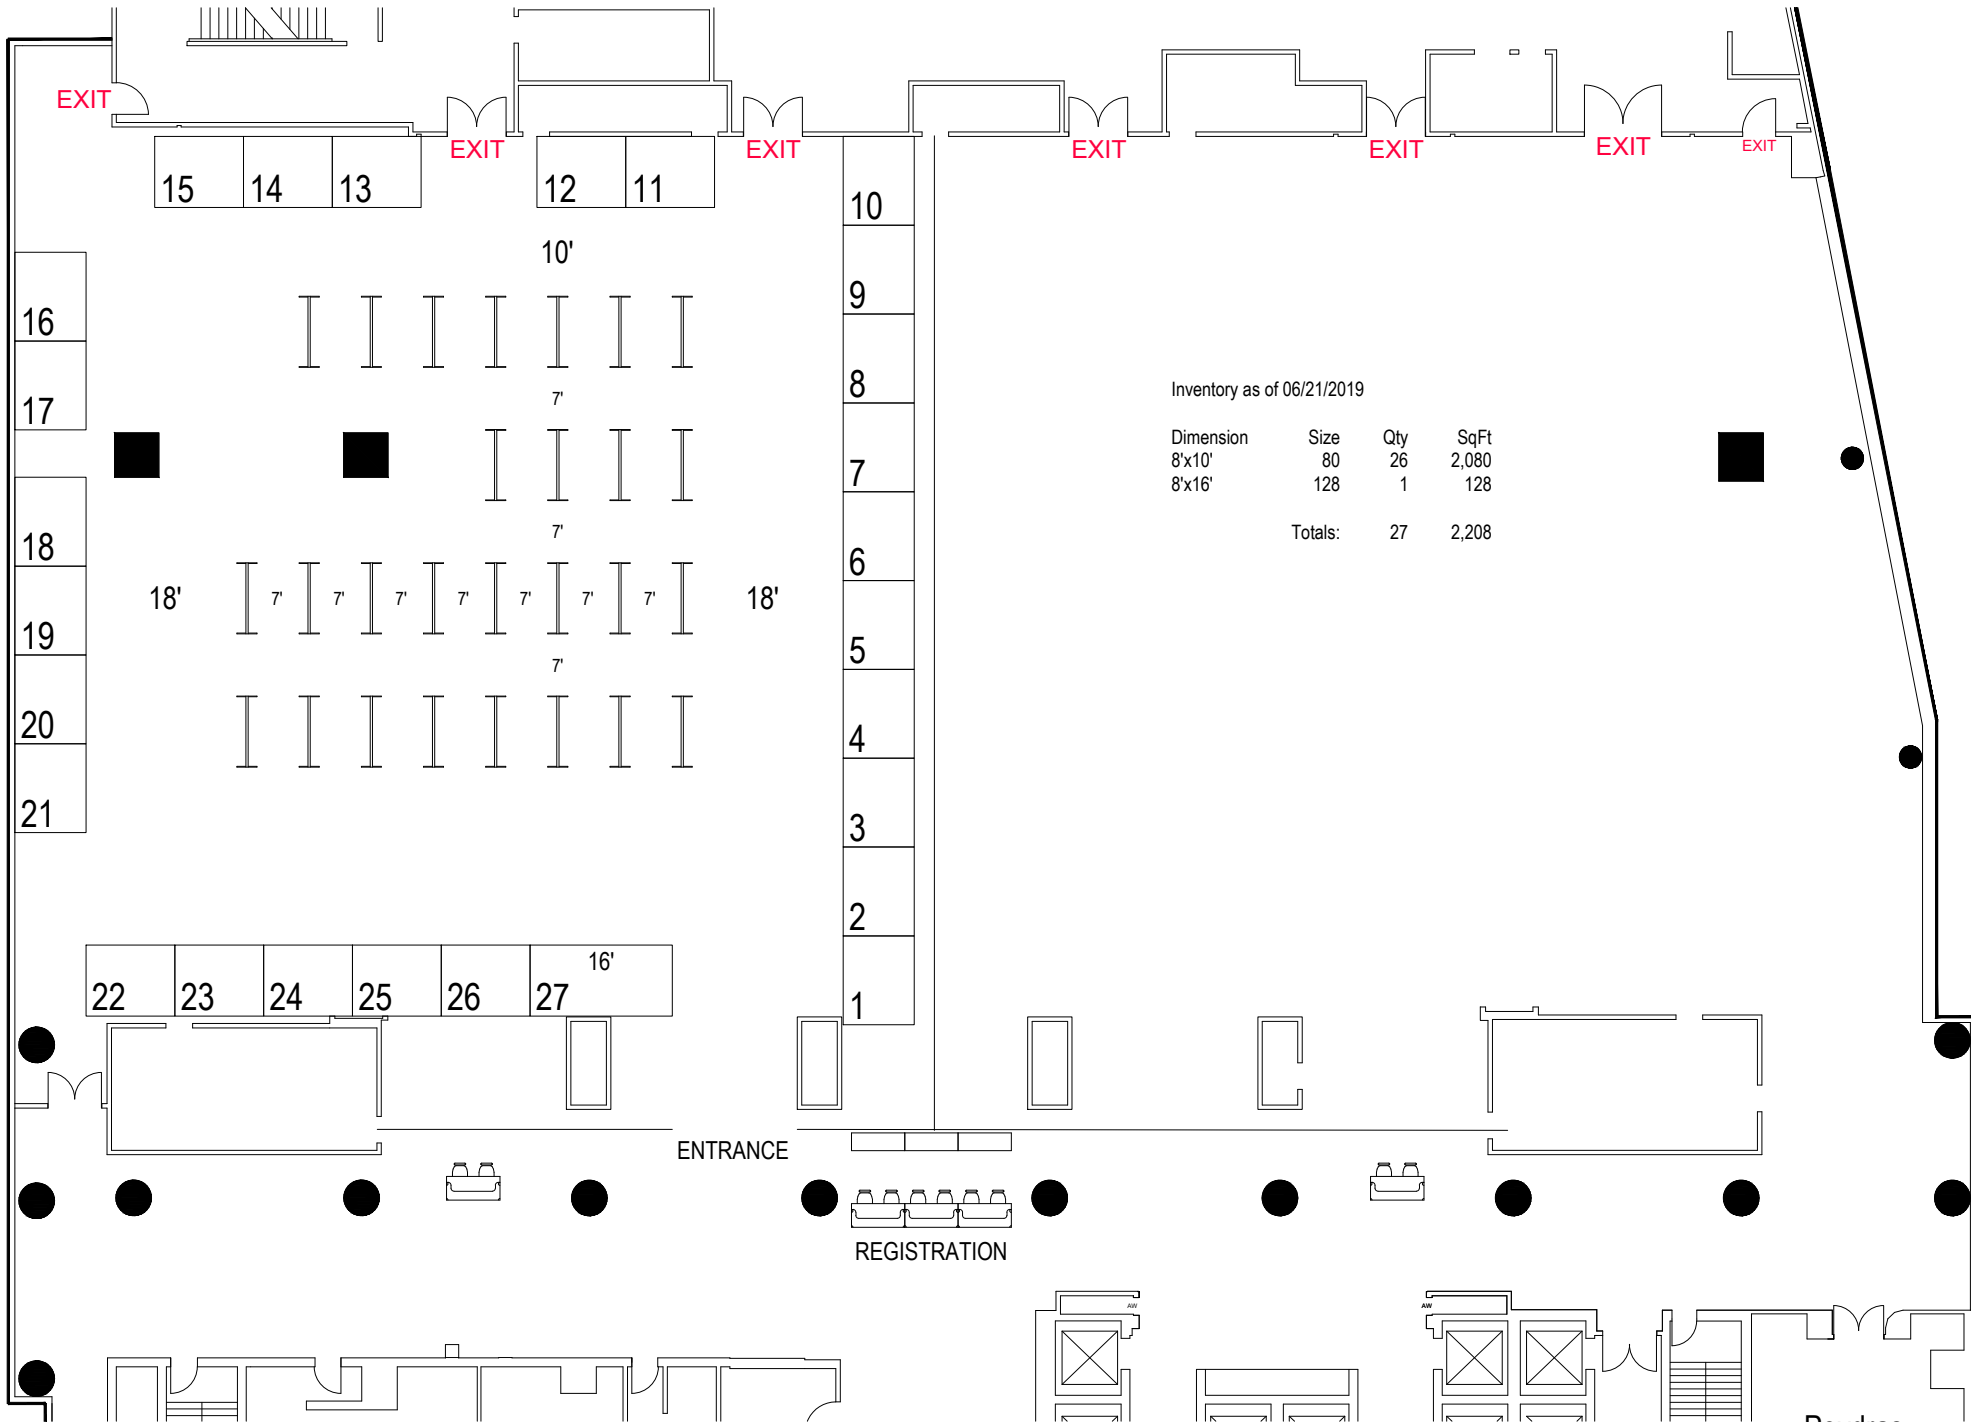 EXIT
EXIT
EXIT
EXIT
EXIT
EXIT
EXIT
15 14 13 12 11
10
10'
9
16
8
17
7'
Inventory as of 06/21/2019
Dimension Size Qty SqFt
8'x10' 80 26 2,080
8'x16' 128 1 128
Totals: 27 2,208
7
7'
18
6
18' 7' 7' 7' 7' 7' 7' 7' 18'
19
5
7'
20
4
21
3
2
16'
22 23 24 25 26 27
1
ENTRANCE
REGISTRATION
AW
AW